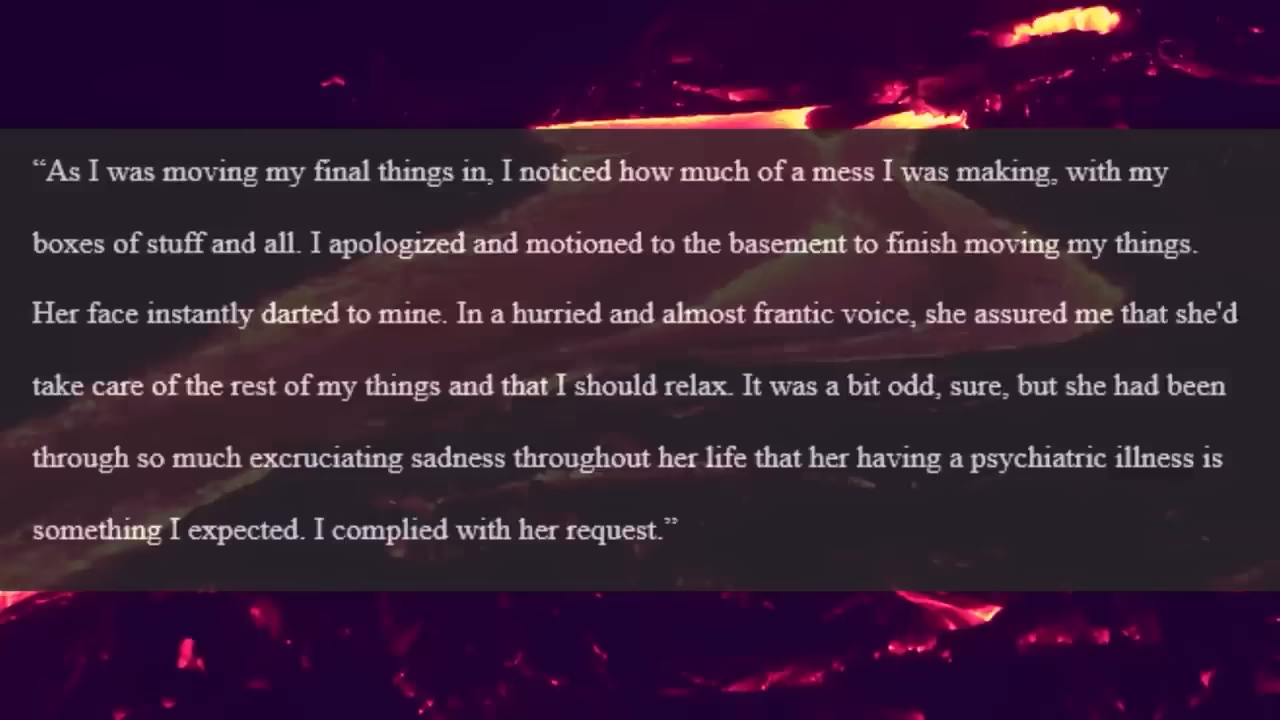 “As I was moving my final things in, I noticed how much of a mess I was making, with my
boxes of stuff and all. I apologized and motioned to the basement to finish moving my things.
Her face instantly darted to mine. In a hurried and almost frantic voice, she assured me that she'd
take care of the rest of my things and that I should relax. It was a bit odd, sure, but she had been
through so much excruciating sadness throughout her life that her having a psychiatric illness is
something I expected. I complied with her request.”